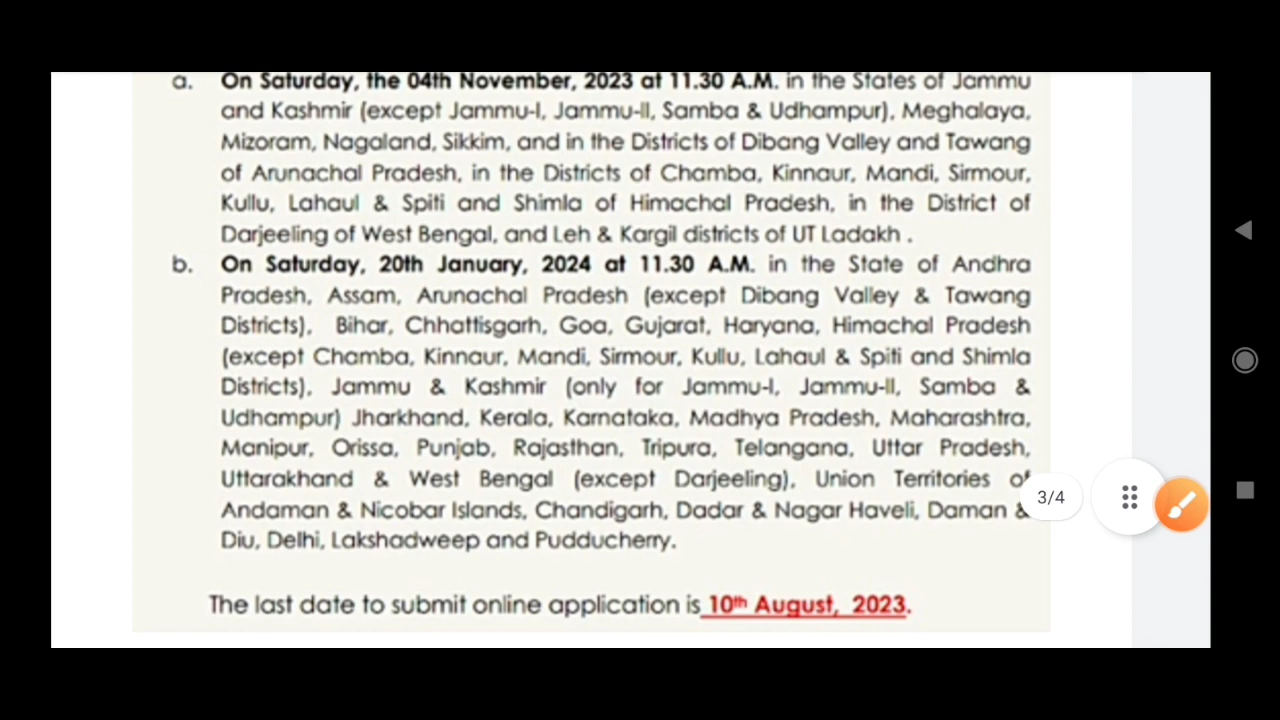 a. On Saturday, the 04th November, 2023 at 11.30 A.M. in the States of Jammu
and Kashmir (except Jammu-I, Jammu-II, Samba & Udhampur), Meghalaya,
Mizoram, Nagaland, Sikkim, and in the Districts of Dibang Valley and Tawang
of Arunachal Pradesh, in the Districts of Chamba, Kinnaur, Mandi, Sirmour,
Kullu, Lahaul & Spiti and Shimla of Himachal Pradesh, in the District of
Darjeeling of West Bengal, and Leh & Kargil districts of UT Ladakh .
b. On Saturday, 20th January, 2024 at 11.30 A.M. in the State of Andhra
Pradesh, Assam, Arunachal Pradesh (except Dibang Valley & Tawang
Districts), Bihar, Chhattisgarh, Goa, Gujarat, Haryana, Himachal Pradesh
(except Chamba, Kinnaur, Mandi, Sirmour, Kullu, Lahaul & Spiti and Shimla
Districts), Jammu & Kashmir (only for Jammu-I, Jammu-II, Samba &
Udhampur) Jharkhand, Kerala, Karnataka, Madhya Pradesh, Maharashtra,
Manipur, Orissa, Punjab, Rajasthan, Tripura, Telangana, Uttar Pradesh,
Uttarakhand & West Bengal (except Darjeeling), Union Territories of
Andaman & Nicobar Islands, Chandigarh, Dadar & Nagar Haveli, Daman &
Diu, Delhi, Lakshadweep and Pudducherry.
The last date to submit online application is 10th August, 2023.
3/4